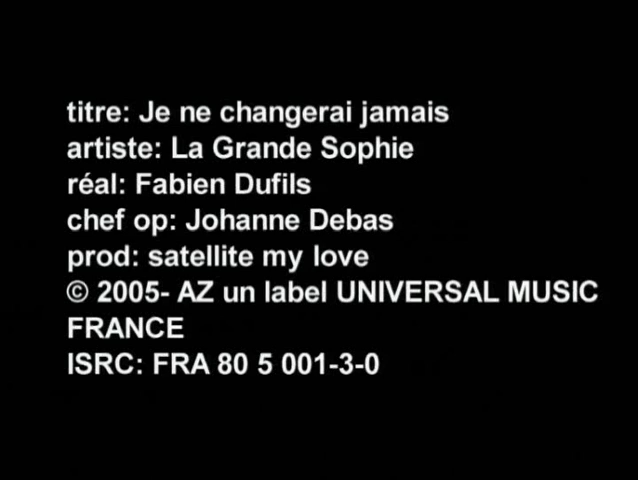 titre: Je ne changerai jamais
artiste: La Grande Sophie
réal: Fabien Dufils
chef op: Johanne Debas
prod: satellite my love
© 2005- AZ un label UNIVERSAL MUSIC
FRANCE
ISRC: FRA 80 5 001-3-0